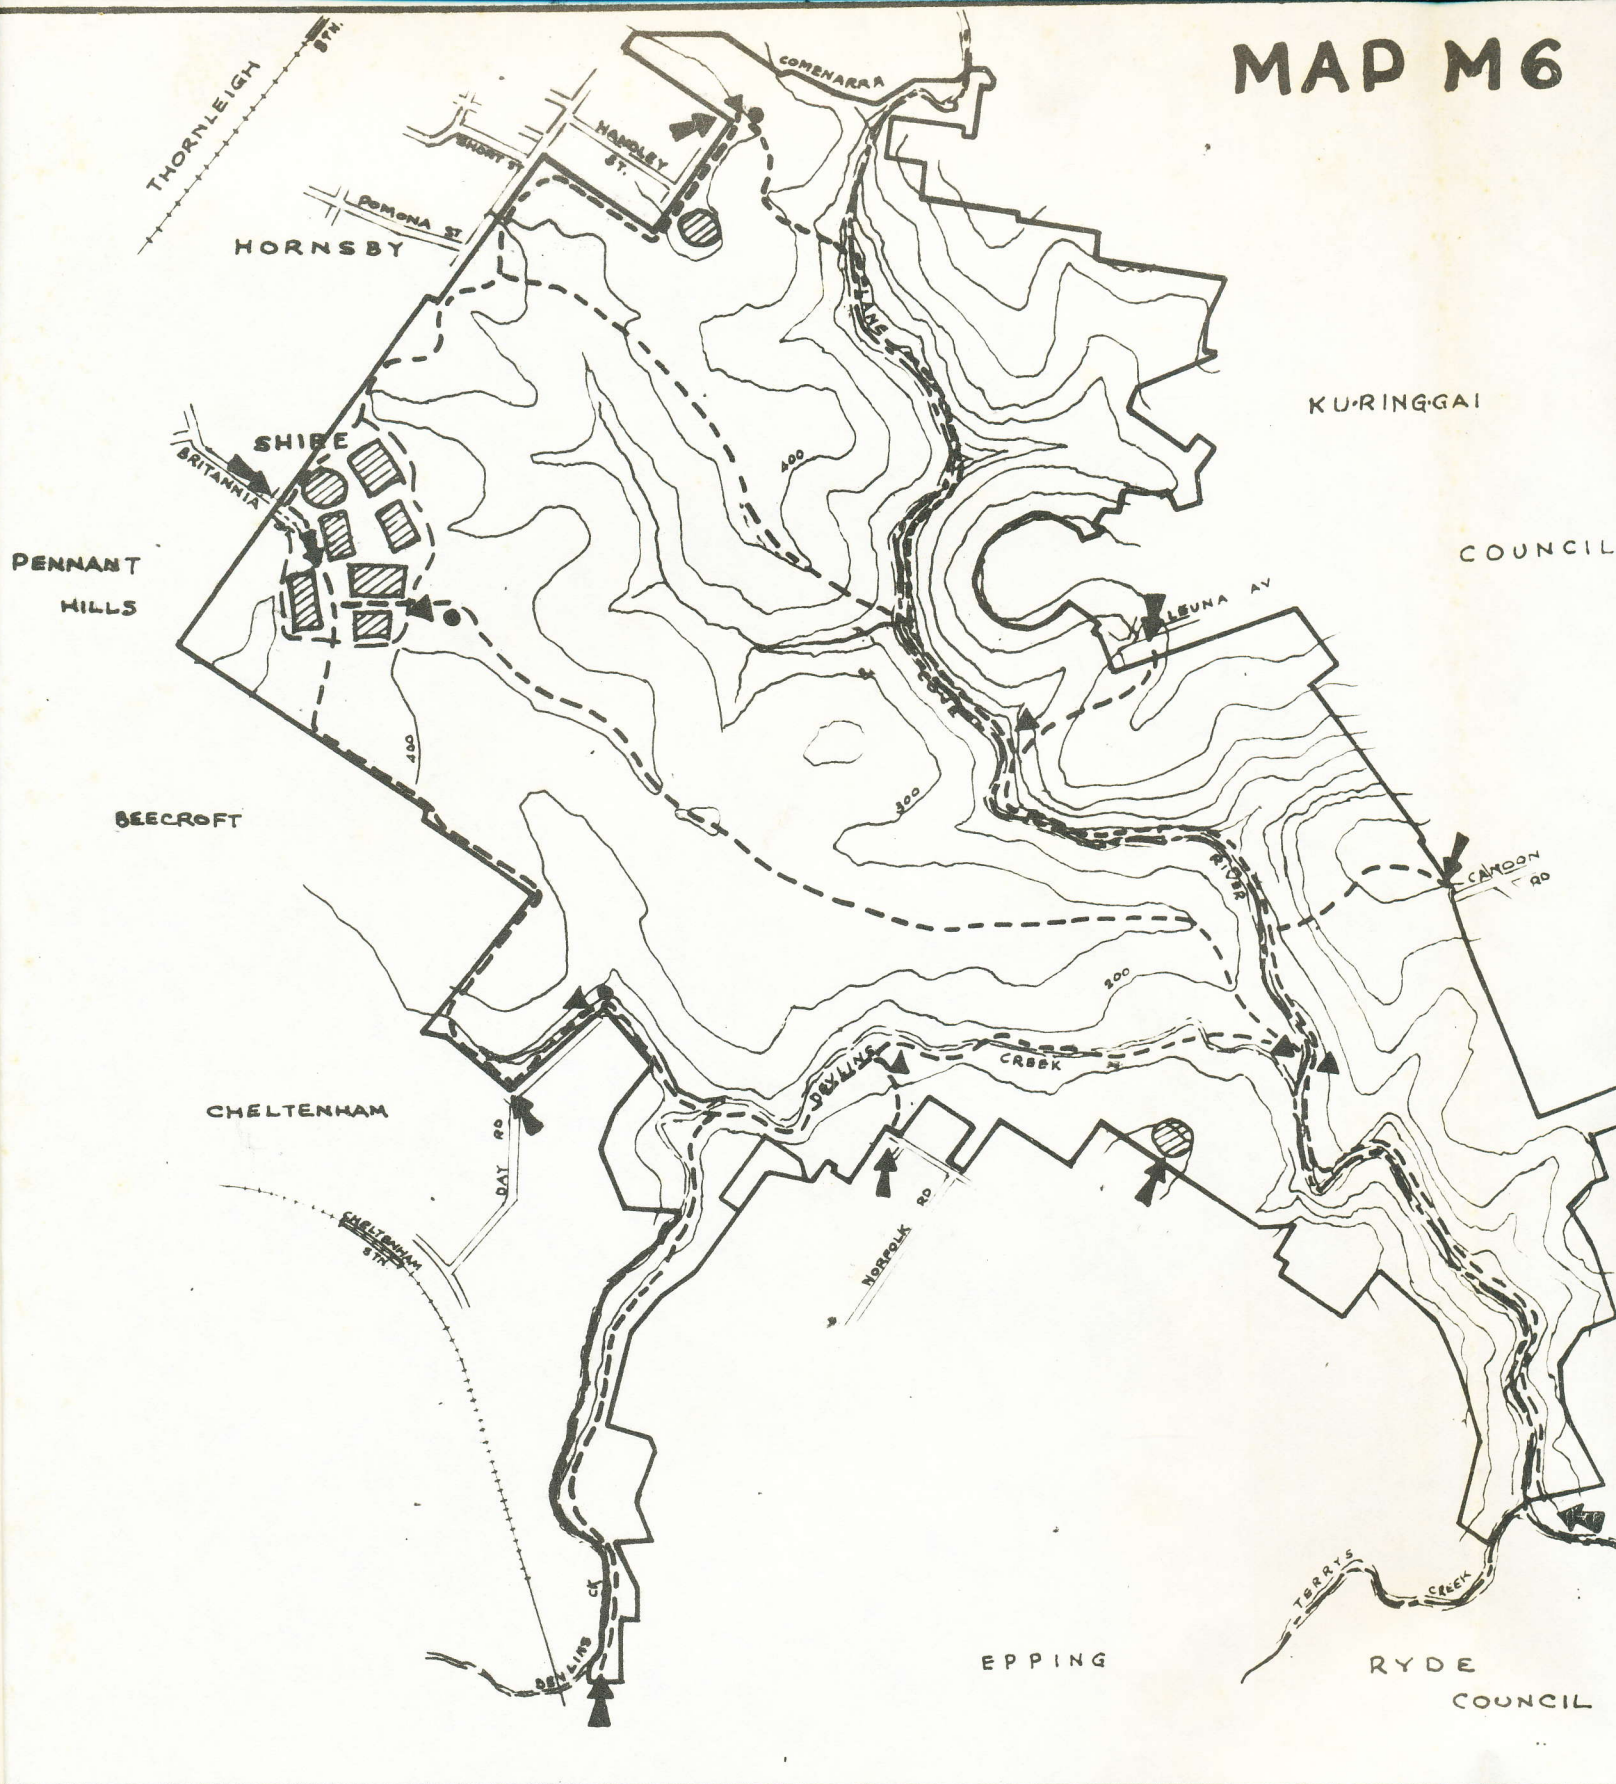 MAP M6
THORNLEIGH
STN.
COMENARRA
HANDLEY
ST.
SHORT ST
POMONA ST
HORNSBY
LANE
KU·RING·GAI
SHIRE
BRITANNIA
400
COUNCIL
PENNANT
HILLS
LEUNA AV
COVE
400
300
BEECROFT
RIVER
CAMOON
RD
200
DEVLINS
CREEK
CHELTENHAM
DAY RD
NORFOLK RD
CHELTENHAM
STN
CK
DEVLINS
TERRYS
CREEK
EPPING
RYDE
COUNCIL